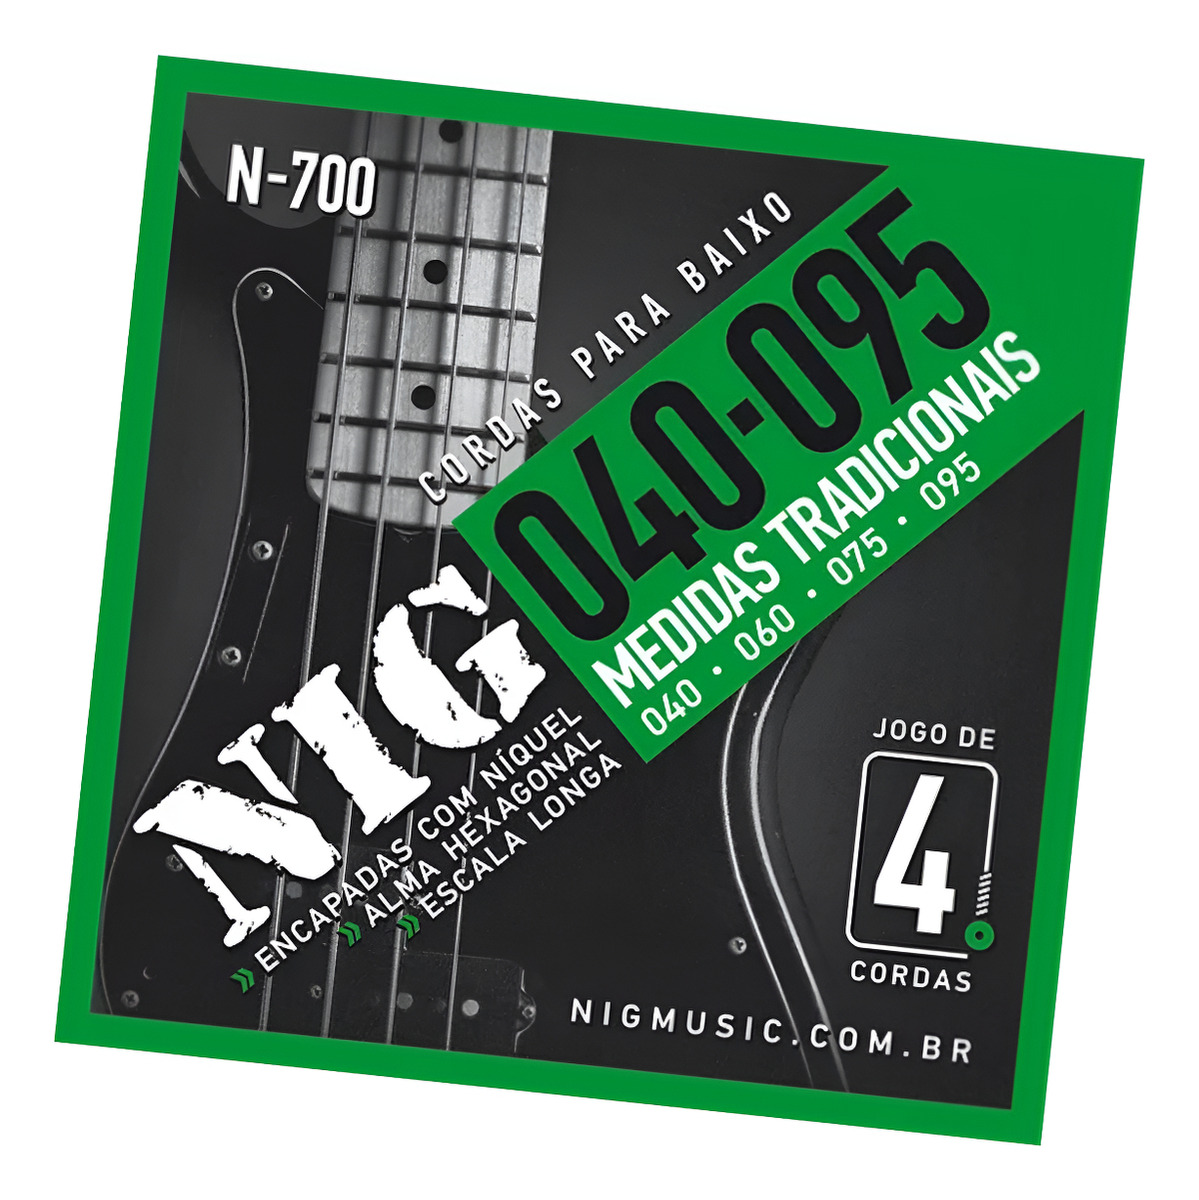 N-700
CORDAS PARA BAIXO
040-095
MEDIDAS TRADICIONAIS
040 • 060 • 075 • 095
NIG
ENCAPADAS COM NÍQUEL
ALMA HEXAGONAL
ESCALA LONGA
JOGO DE
4
CORDAS
NIGMUSIC.COM.BR